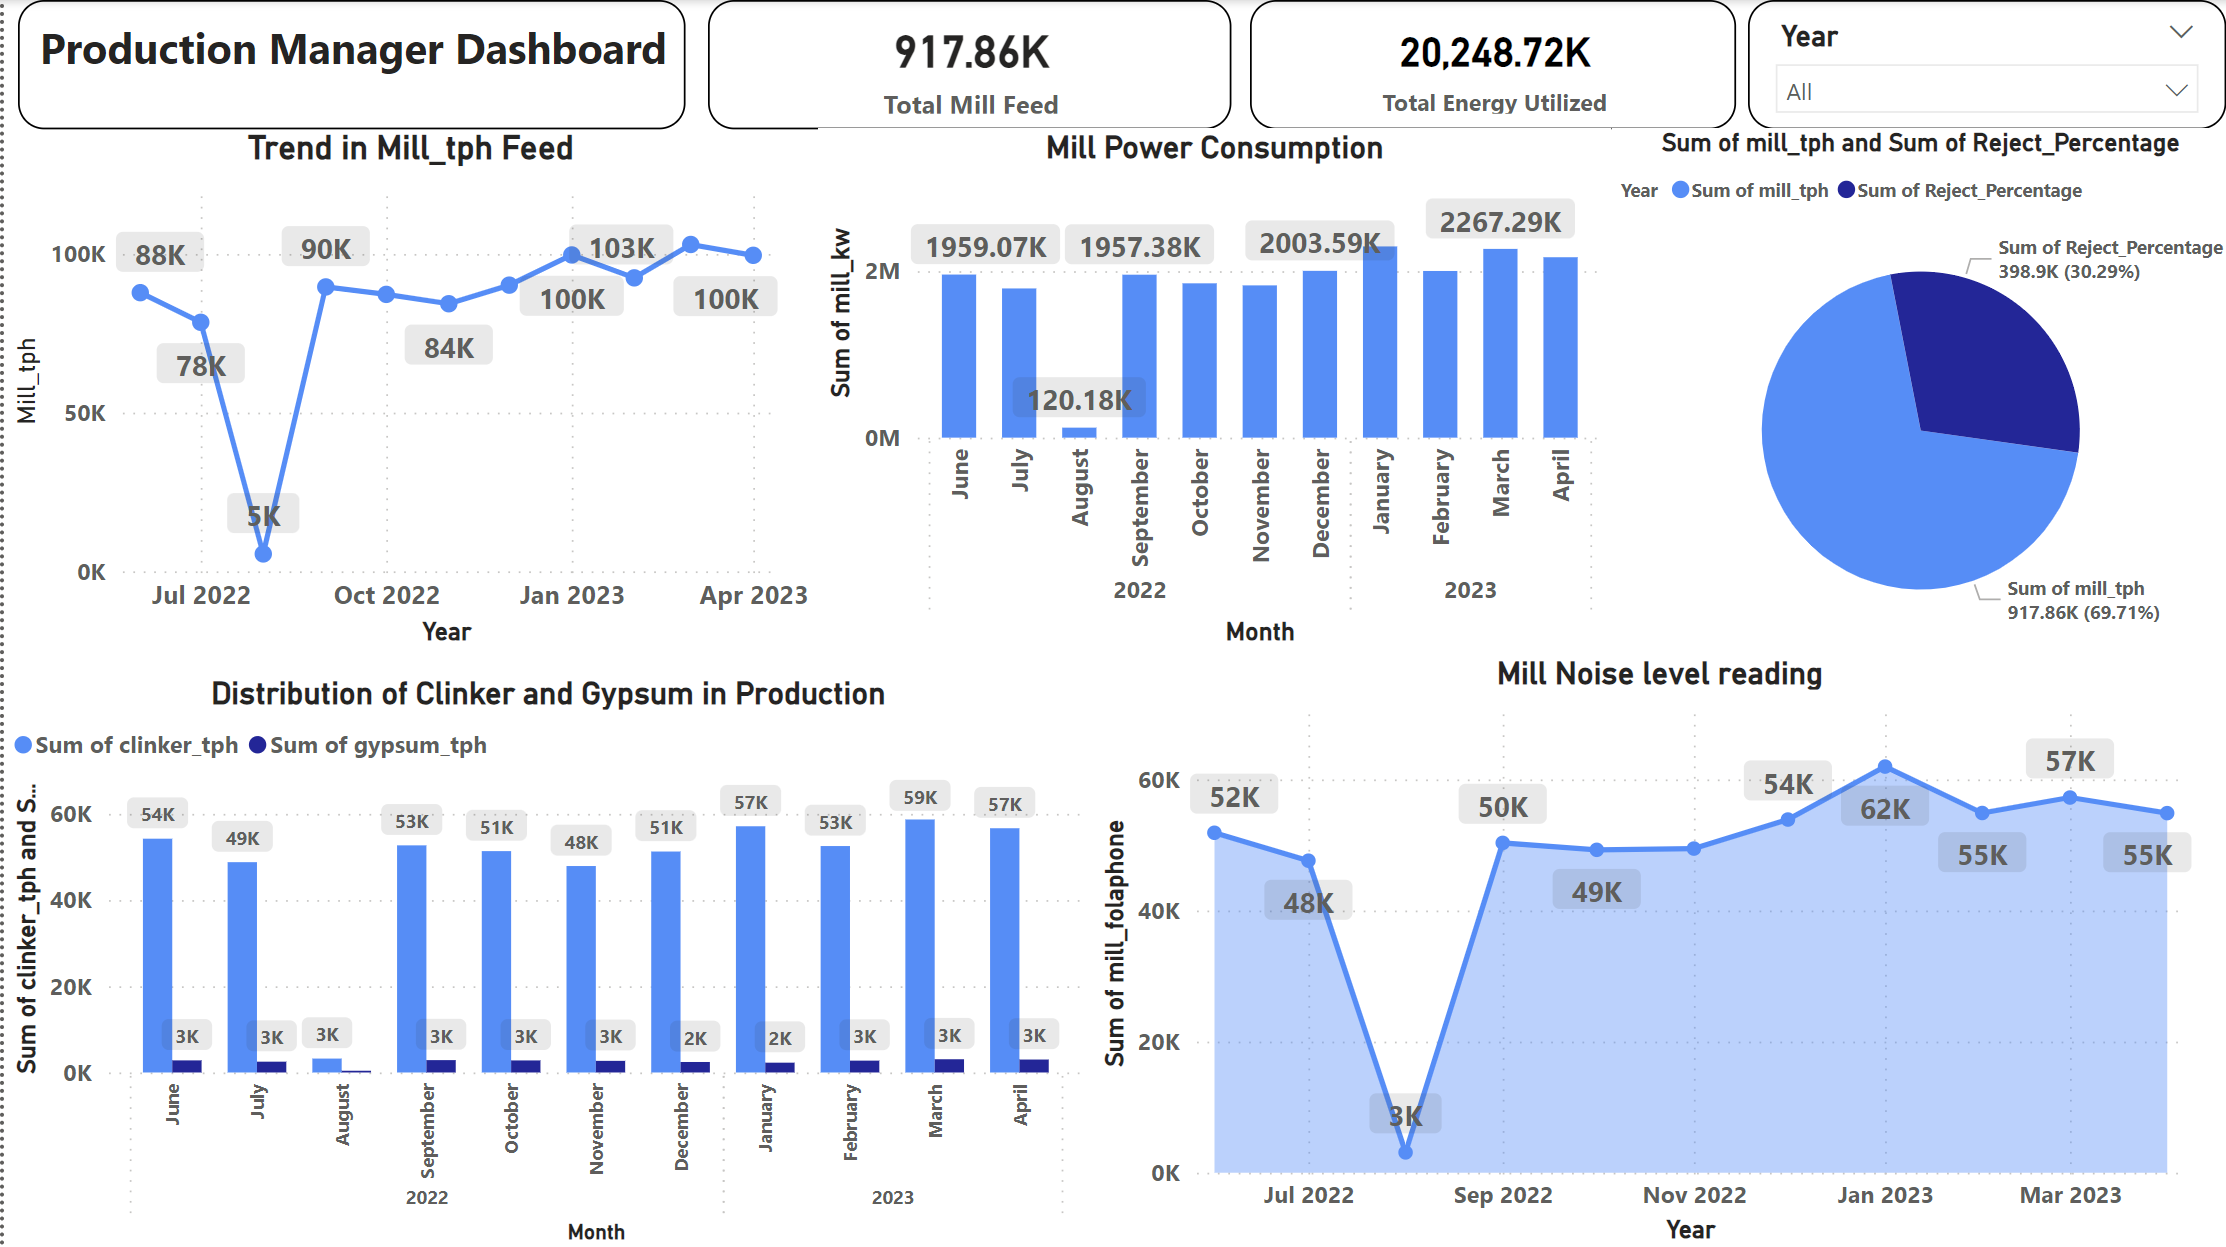 Production Manager Dashboard
917.86K
Total Mill Feed
20,248.72K
Total Energy Utilized
Year
All
Trend in Mill_tph Feed
Mill_tph
100K
50K
0K
88K
78K
5K
90K
84K
100K
103K
100K
Jul 2022
Oct 2022
Jan 2023
Apr 2023
Year
Mill Power Consumption
Sum of mill_kw
2M
0M
1959.07K
120.18K
1957.38K
2003.59K
2267.29K
June
July
August
September
October
November
December
January
February
March
April
2022
2023
Month
Sum of mill_tph and Sum of Reject_Percentage
Year
Sum of mill_tph
Sum of Reject_Percentage
Sum of Reject_Percentage
398.9K (30.29%)
Sum of mill_tph
917.86K (69.71%)
Distribution of Clinker and Gypsum in Production
Sum of clinker_tph
Sum of gypsum_tph
Sum of clinker_tph and S...
60K
40K
20K
0K
54K
3K
49K
3K
3K
53K
3K
51K
3K
48K
3K
51K
2K
57K
2K
53K
3K
59K
3K
57K
3K
June
July
August
September
October
November
December
January
February
March
April
2022
2023
Month
Mill Noise level reading
Sum of mill_folaphone
60K
40K
20K
0K
52K
48K
3K
50K
49K
54K
62K
55K
57K
55K
Jul 2022
Sep 2022
Nov 2022
Jan 2023
Mar 2023
Year